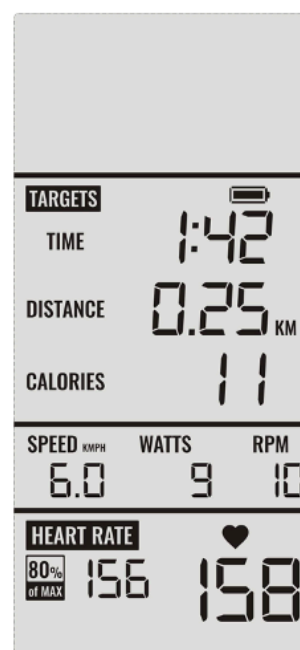 TARGETS
TIME 1:42
DISTANCE 0.25 KM
CALORIES 11
SPEED KMPH WATTS RPM
6.0 9 10
HEART RATE
80% of MAX 156 158